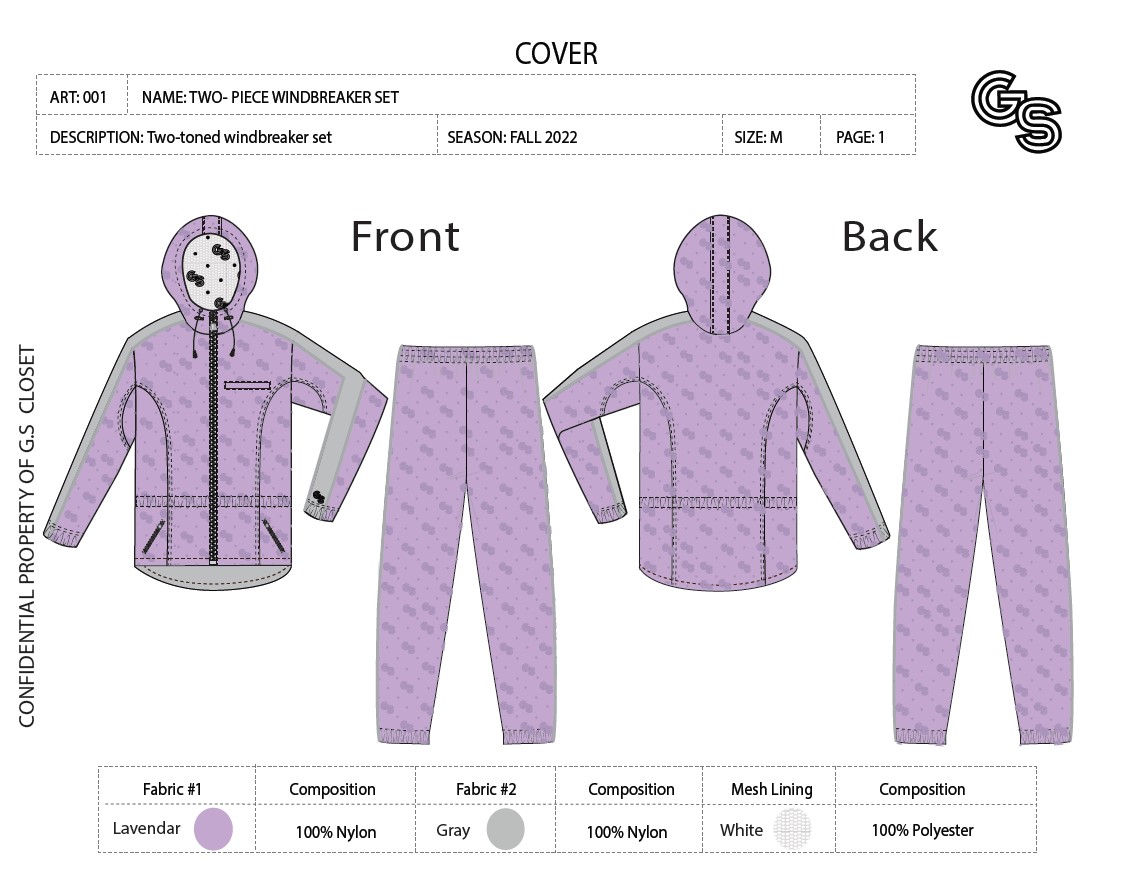 COVER
ART: 001 NAME: TWO- PIECE WINDBREAKER SET
DESCRIPTION: Two-toned windbreaker set SEASON: FALL 2022 SIZE: M PAGE: 1
GS
Front Back
CONFIDENTIAL PROPERTY OF G.S CLOSET
Fabric #1 Composition Fabric #2 Composition Mesh Lining Composition
Lavendar 100% Nylon Gray 100% Nylon White 100% Polyester